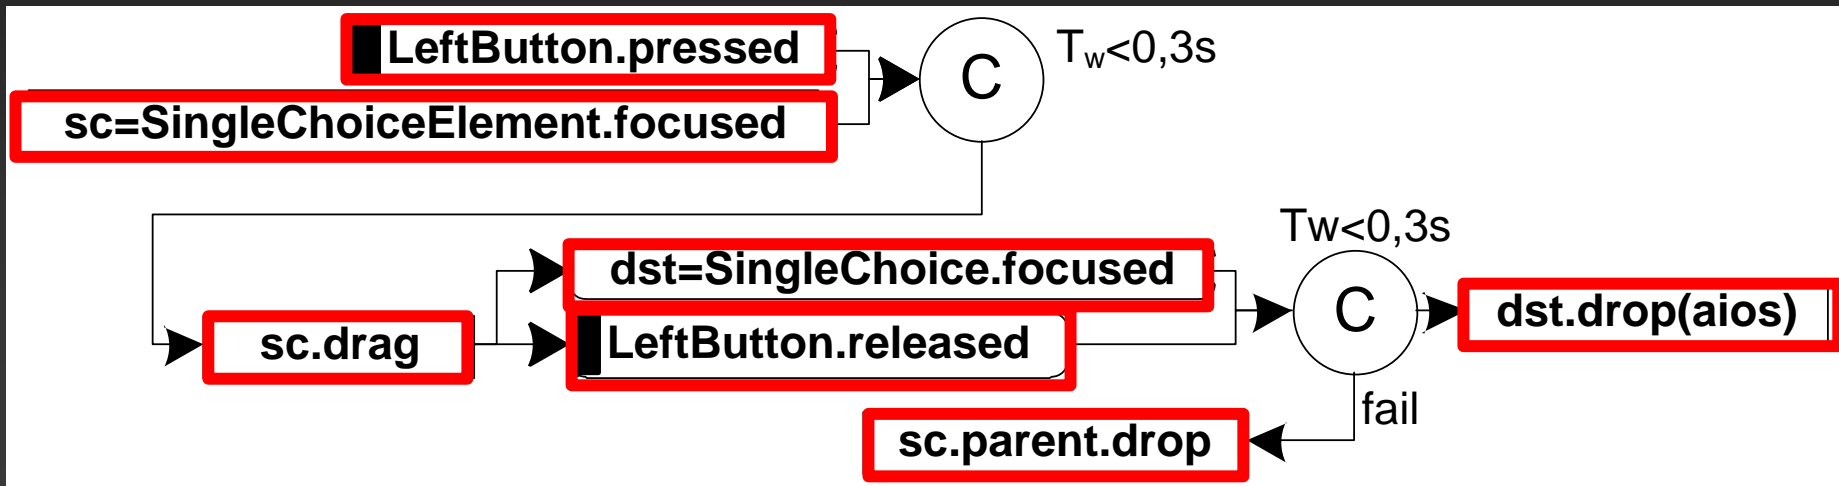 LeftButton.pressed
C
Tw<0,3s
sc=SingleChoiceElement.focused
Tw<0,3s
dst=SingleChoice.focused
C
dst.drop(aios)
sc.drag
LeftButton.released
fail
sc.parent.drop